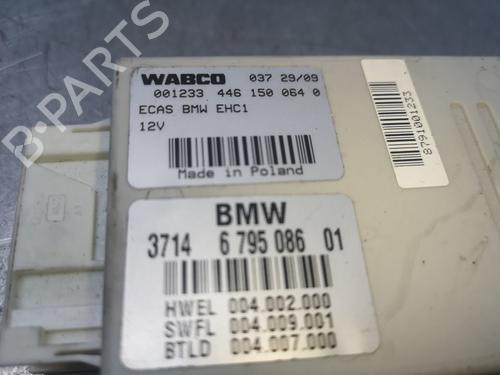 WABCO 037 29/09
001233 446 150 064 0
ECAS BMW EHC1
12V
Made in Poland
8791001233
BMW
3714 6 795 086 01
HWEL 004.002.000
SWFL 004.009.001
BTLD 004.007.000